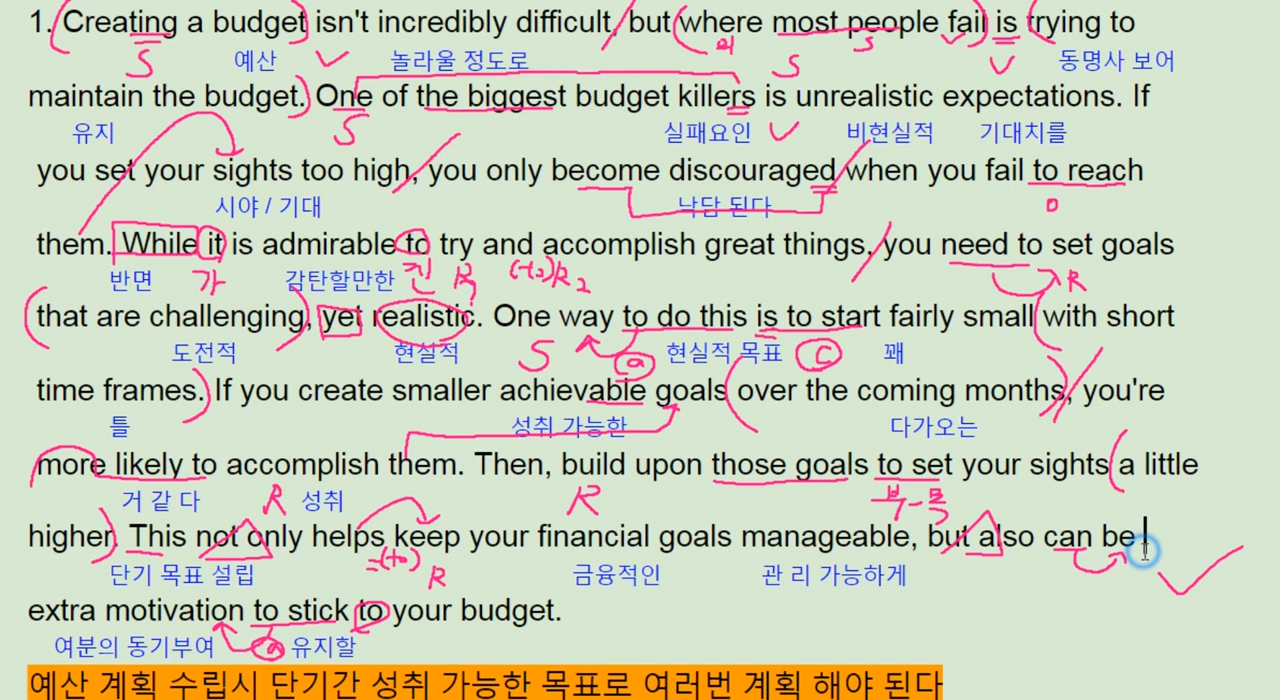 1. Creating a budget isn't incredibly difficult, but where most people fail is trying to
S 예산 놀라울 정도로 S V 동명사 보어
maintain the budget. One of the biggest budget killers is unrealistic expectations. If
유지 S 실패요인 V 비현실적 기대치를
you set your sights too high, you only become discouraged when you fail to reach
시야 / 기대 낙담 된다 o
them. While it is admirable to try and accomplish great things, you need to set goals
반면 가 감탄할만한 진 R1 (to)R2 R
that are challenging, yet realistic. One way to do this is to start fairly small with short
도전적 현실적 S ⓐ 현실적 목표 ⓒ 꽤
time frames. If you create smaller achievable goals over the coming months, you're
틀 성취 가능한 다가오는
more likely to accomplish them. Then, build upon those goals to set your sights a little
거 같다 R 성취 R 부-목
higher. This not only helps keep your financial goals manageable, but also can be
단기 목표 설립 =(to) R 금융적인 관 리 가능하게
extra motivation to stick to your budget.
여분의 동기부여 ⓐ 유지할
예산 계획 수립시 단기간 성취 가능한 목표로 여러번 계획 해야 된다